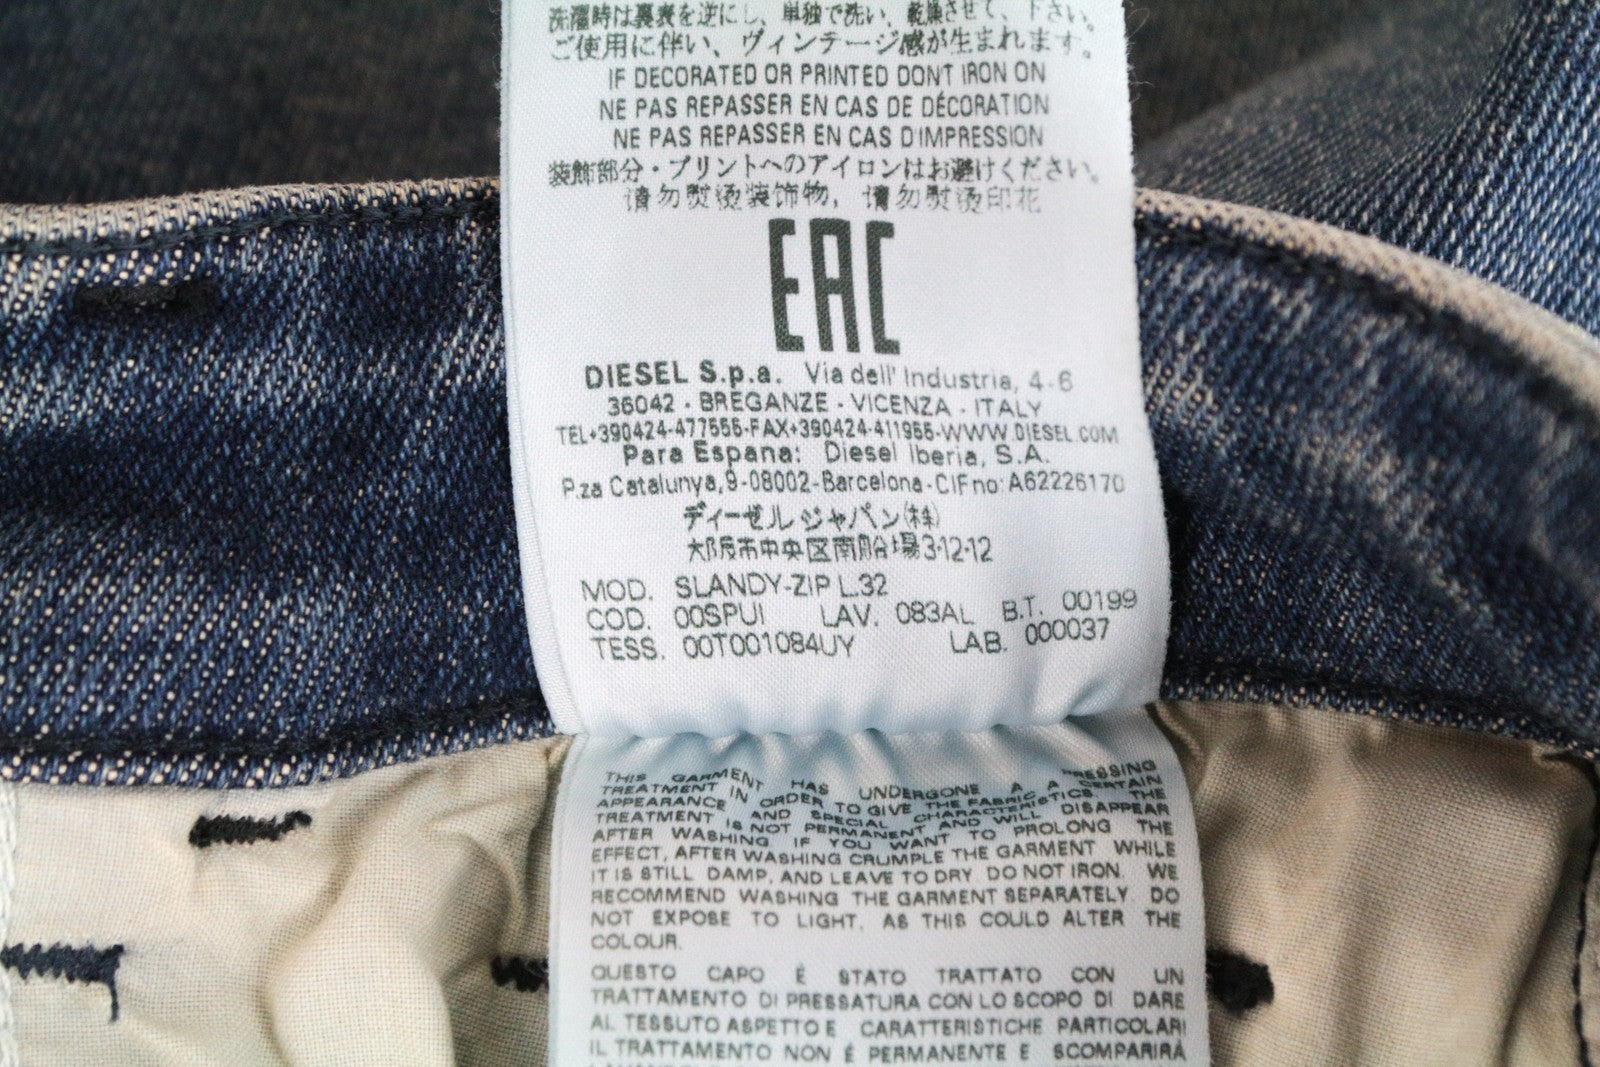 洗濯時は裏表を逆にし、単独で洗い、乾燥させて、下さい。
ご使用に伴い、ヴィンテージ感が生まれます。
IF DECORATED OR PRINTED DON'T IRON ON
NE PAS REPASSER EN CAS DE DÉCORATION
NE PAS REPASSER EN CAS D'IMPRESSION
装飾部分・プリントへのアイロンはお避けください。
请勿熨烫装饰物，请勿熨烫印花
EAC
DIESEL S.p.a. Via dell' Industria, 4-6
36042 - BREGANZE - VICENZA - ITALY
TEL+390424-477555-FAX+390424-411955-WWW.DIESEL.COM
Para Espana: Diesel Iberia, S.A.
P.za Catalunya,9-08002-Barcelona-CIF no: A62226170
ディーゼルジャパン(株)
大阪市中央区南船場3-12-12
MOD. SLANDY-ZIP L.32
COD. 00SPUI LAV. 083AL B.T. 00199
TESS. 00T001084UY LAB. 000037
THIS GARMENT HAS UNDERGONE A PRESSING
TREATMENT IN ORDER TO GIVE THE FABRIC A CERTAIN
APPEARANCE AND SPECIAL CHARACTERISTICS. THE
TREATMENT IS NOT PERMANENT AND WILL DISAPPEAR
AFTER WASHING. IF YOU WANT TO PROLONG THE
EFFECT, AFTER WASHING CRUMPLE THE GARMENT WHILE
IT IS STILL DAMP, AND LEAVE TO DRY. DO NOT IRON. WE
RECOMMEND WASHING THE GARMENT SEPARATELY DO
NOT EXPOSE TO LIGHT, AS THIS COULD ALTER THE
COLOUR.
QUESTO CAPO È STATO TRATTATO CON UN
TRATTAMENTO DI PRESSATURA CON LO SCOPO DI DARE
AL TESSUTO ASPETTO E CARATTERISTICHE PARTICOLARI
IL TRATTAMENTO NON È PERMANENTE E SCOMPARIRÀ